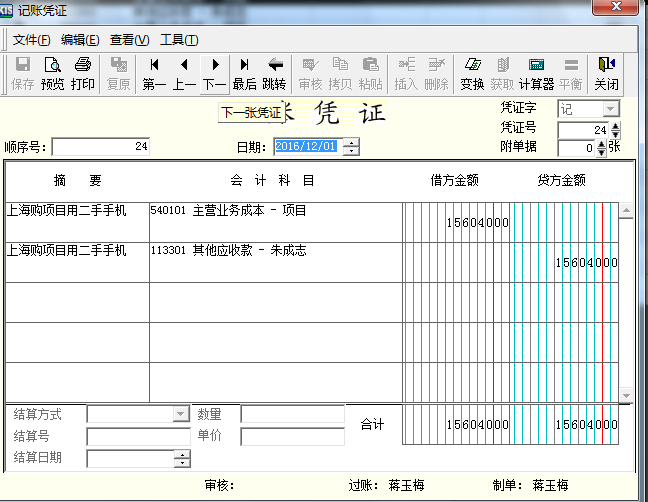 KIS 记账凭证
文件(F) 编辑(E) 查看(V) 工具(T)
保存 预览 打印 复原 第一 上一 下一 最后 跳转 审核 拷贝 粘贴 插入 删除 变换 获取 计算器 平衡 关闭
下一张凭证
账 凭 证
凭证字 记
凭证号 24
顺序号： 24 日期： 2016/12/01 附单据 0 张
摘 要 会 计 科 目 借方金额 贷方金额
上海购项目用二手手机 540101 主营业务成本 - 项目 15604000
上海购项目用二手手机 113301 其他应收款 - 朱成志 15604000
结算方式 数量
合计 15604000 15604000
结算号 单价
结算日期
审核： 过账： 蒋玉梅 制单： 蒋玉梅